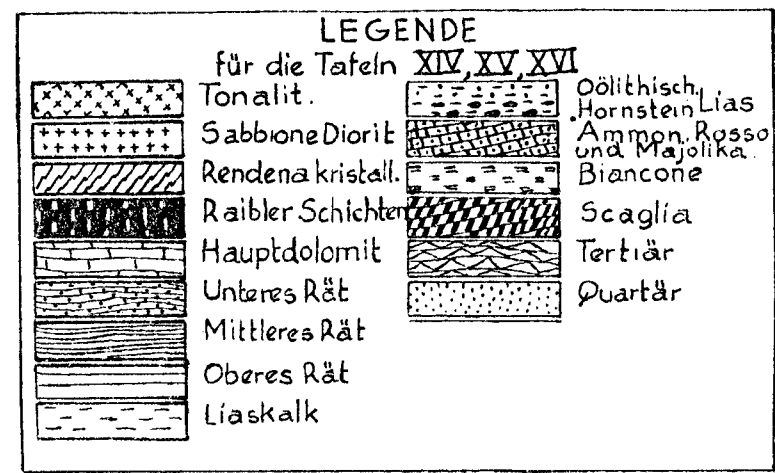 LEGENDE
für die Tafeln XIV, XV, XVI
Tonalit.
Sabbione Diorit
Rendena kristall.
Raibler Schichten
Hauptdolomit
Unteres Rät
Mittleres Rät
Oberes Rät
Liaskalk
Oölithisch.
Hornstein Lias
Ammon. Rosso
und Majolika.
Biancone
Scaglia
Tertiär
Quartär